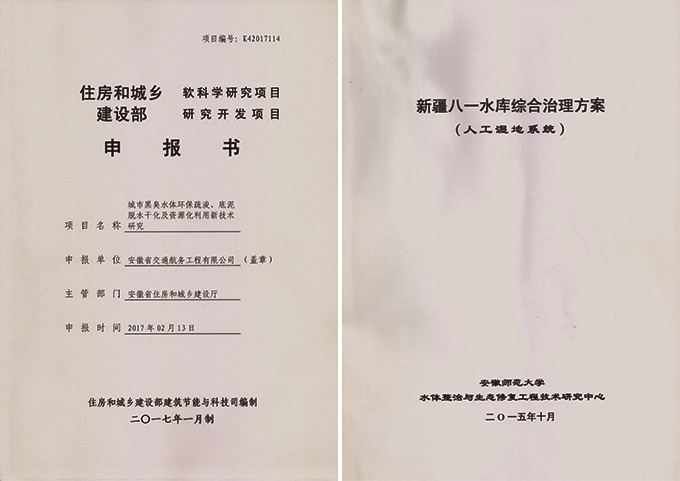 项目编号：K42017114
住房和城乡 软科学研究项目
建设部 研究开发项目
申 报 书
城市黑臭水体环保疏浚、底泥
脱水干化及资源化利用新技术
项目名称 研究
申报单位 安徽省交通航务工程有限公司（盖章）
主管部门 安徽省住房和城乡建设厅
申报时间 2017年02月13日
住房和城乡建设部建筑节能与科技司编制
二〇一七年一月制
新疆八一水库综合治理方案
（人工湿地系统）
安徽师范大学
水体整治与生态修复工程技术研究中心
二〇一五年十月